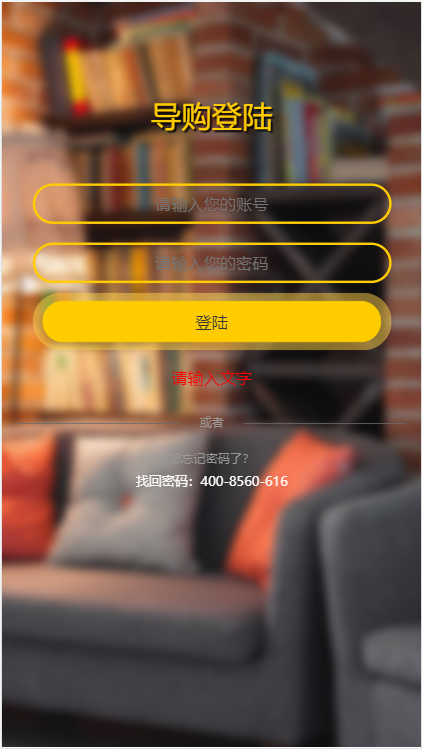 导购登陆
请输入您的账号
请输入您的密码
登陆
请输入文字
或者
您忘记密码了?
找回密码：400-8560-616